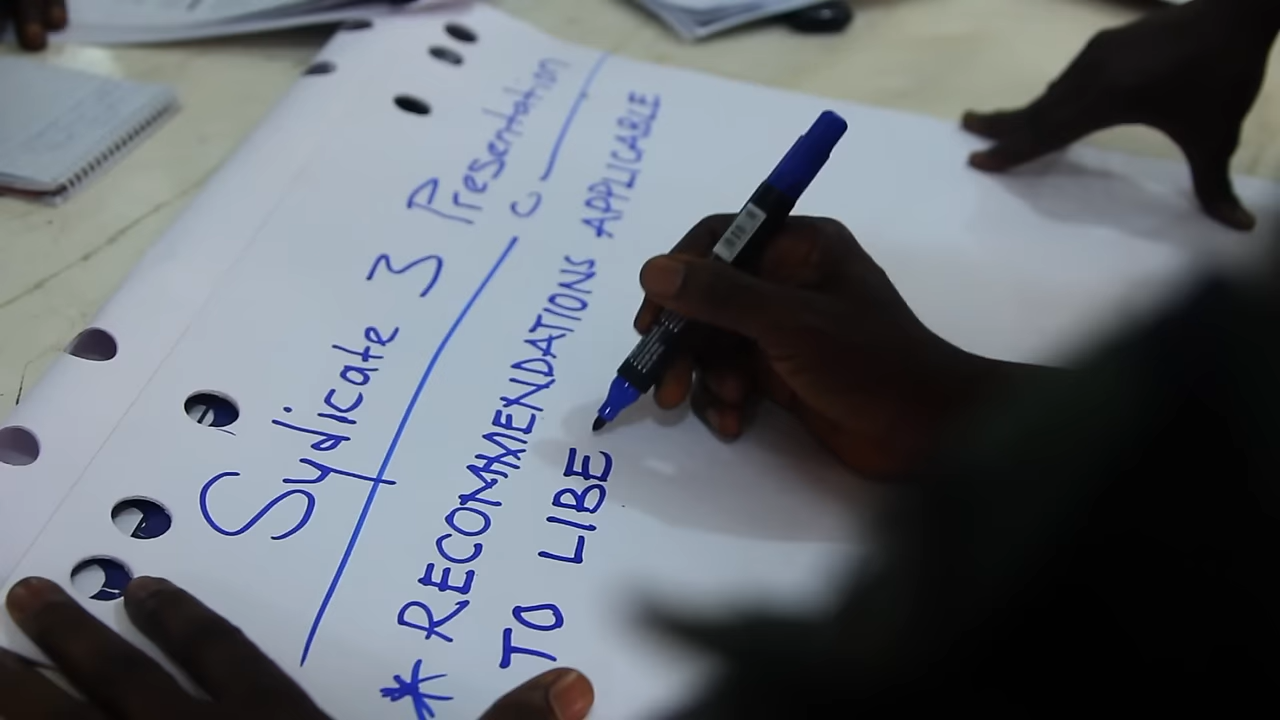 Sydicate 3 Presentation
C
* RECOMMENDATIONS APPLICABLE
TO LIBE